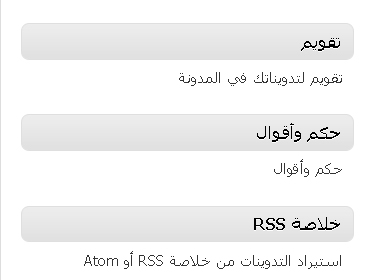 تقويم
تقويم لتدويناتك في المدونة
حكم وأقوال
حكم وأقوال
خلاصة RSS
استيراد التدوينات من خلاصة RSS أو Atom